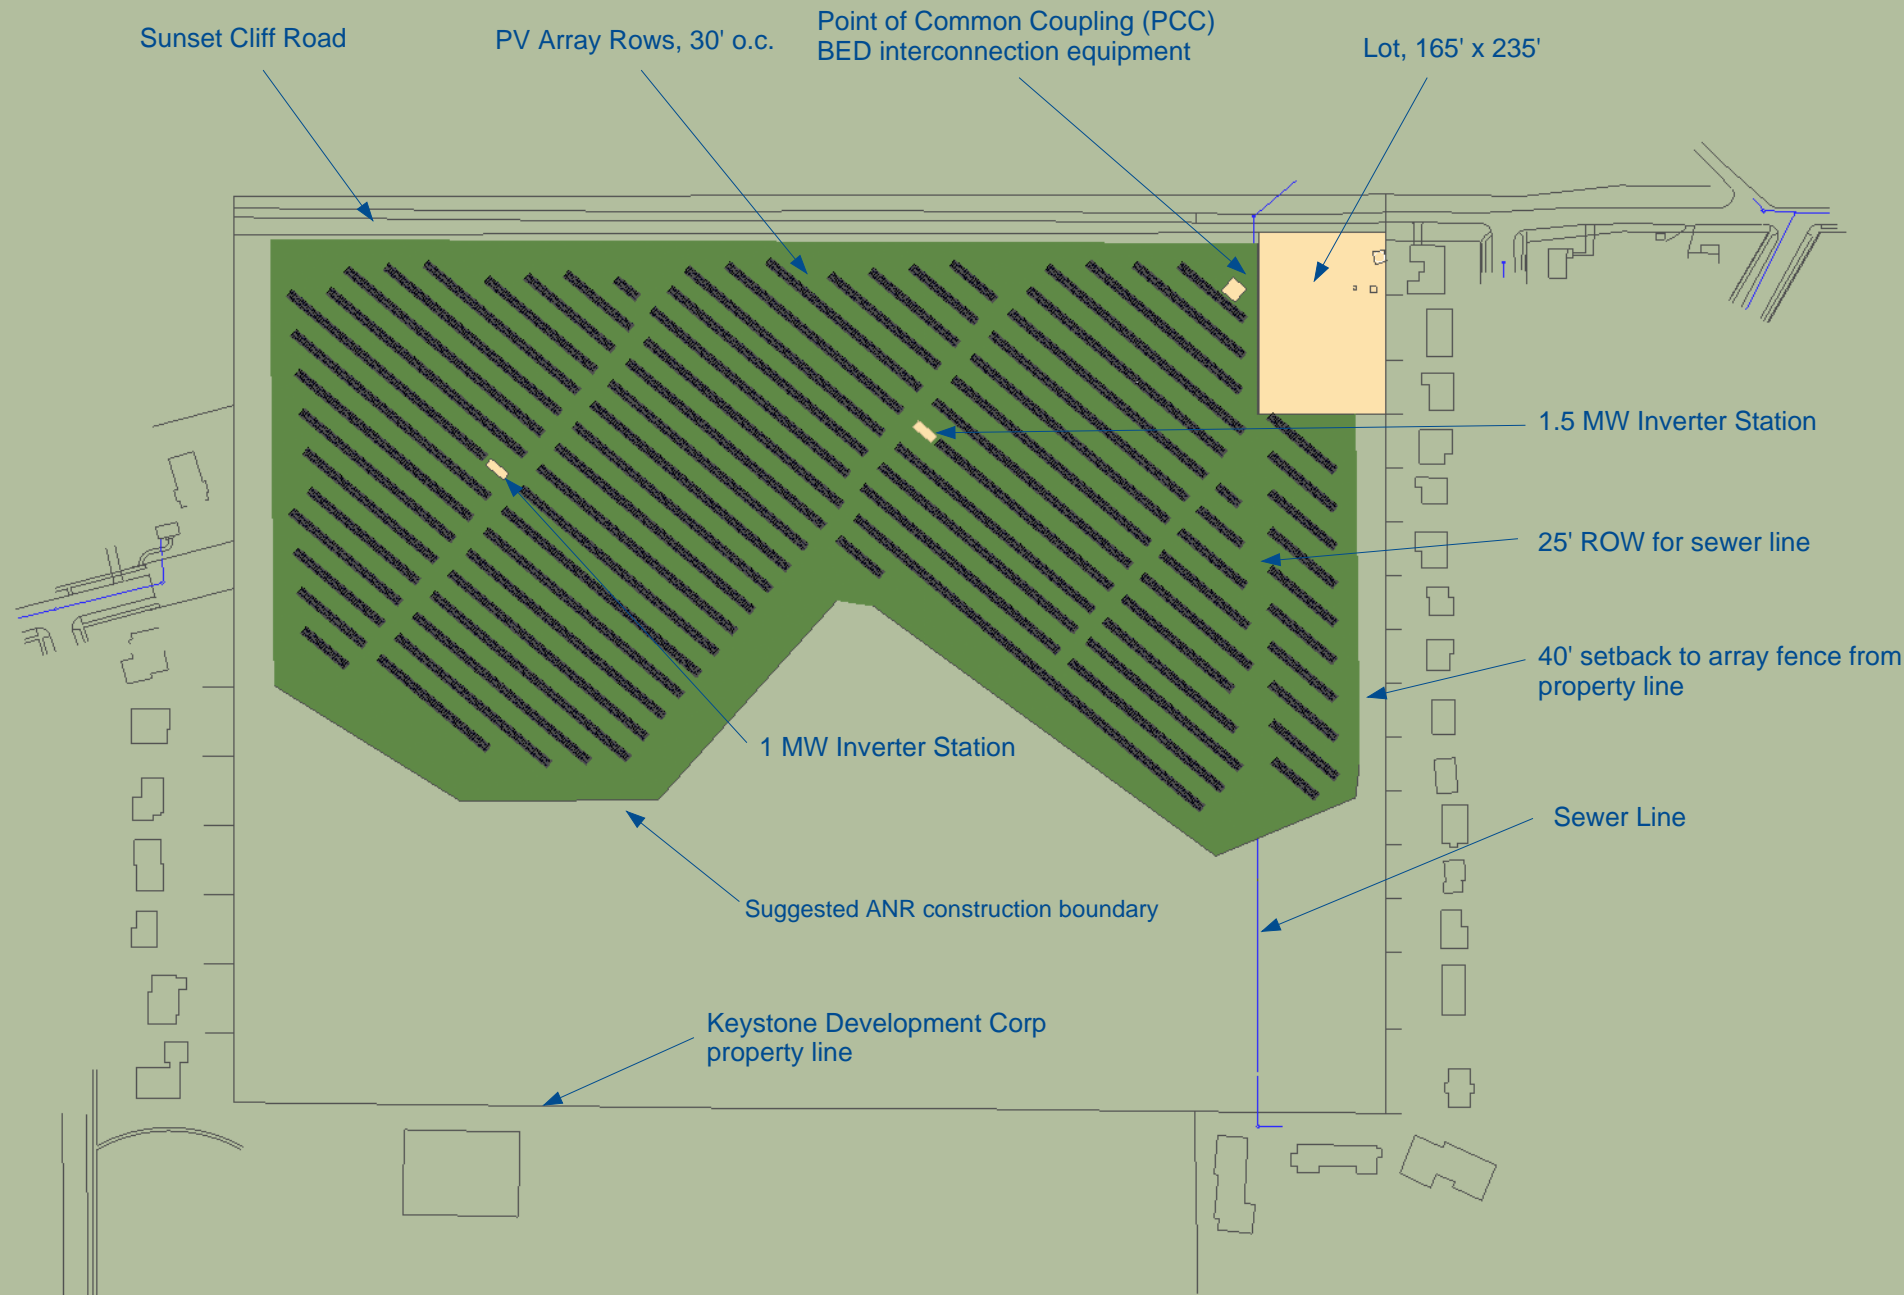 Sunset Cliff Road
PV Array Rows, 30' o.c.
Point of Common Coupling (PCC)
BED interconnection equipment
Lot, 165' x 235'
1.5 MW Inverter Station
25' ROW for sewer line
40' setback to array fence from
property line
1 MW Inverter Station
Sewer Line
Suggested ANR construction boundary
Keystone Development Corp
property line